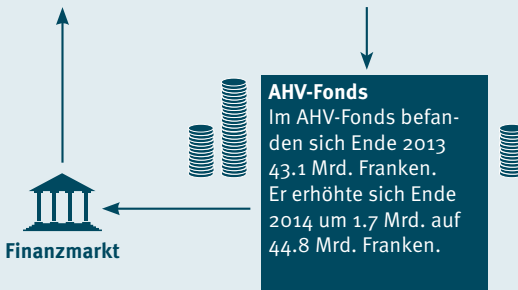 AHV-Fonds
Im AHV-Fonds befan-
den sich Ende 2013
43.1 Mrd. Franken.
Er erhöhte sich Ende
2014 um 1.7 Mrd. auf
44.8 Mrd. Franken.
Finanzmarkt